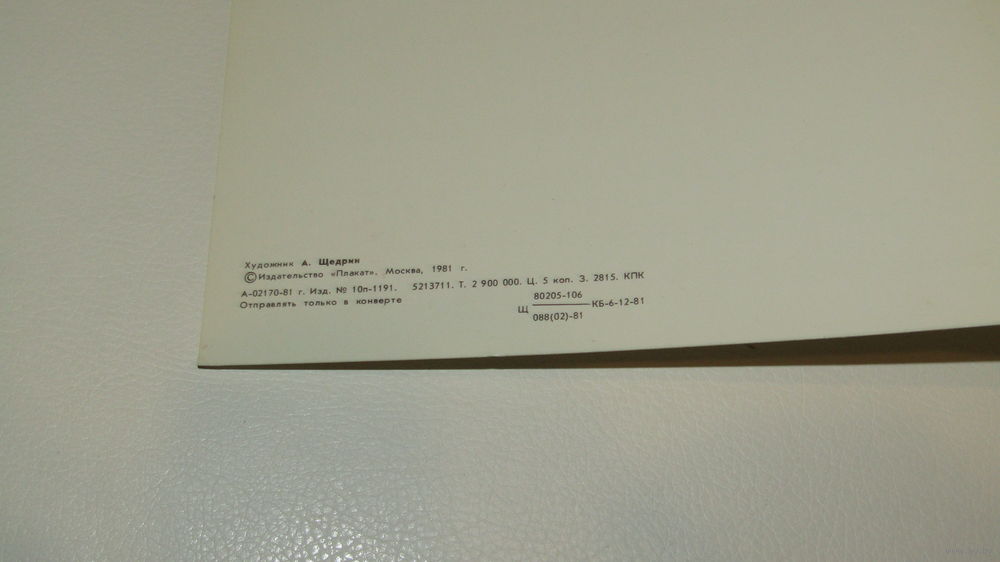 Художник А. Щедрин
©Издательство «Плакат». Москва, 1981 г.
А-02170-81 г. Изд. № 10п-1191. 5213711. Т. 2 900 000. Ц. 5 коп. З. 2815. КПК
Отправлять только в конверте
Щ 80205-106 КБ-6-12-81
088(02)-81